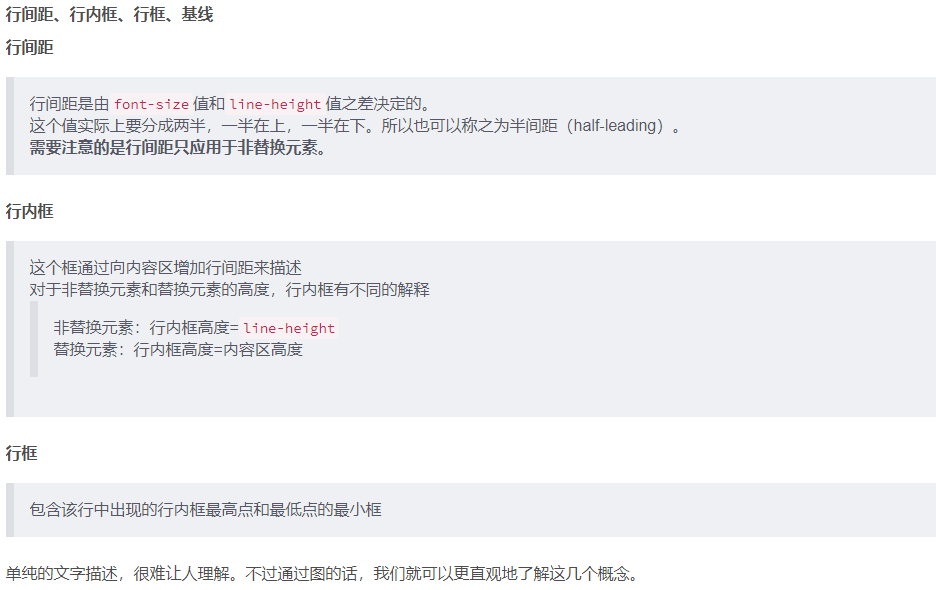 行间距、行内框、行框、基线
行间距
行间距是由 font-size 值和 line-height 值之差决定的。
这个值实际上要分成两半，一半在上，一半在下。所以也可以称之为半间距（half-leading）。
需要注意的是行间距只应用于非替换元素。
行内框
这个框通过向内容区增加行间距来描述
对于非替换元素和替换元素的高度，行内框有不同的解释
非替换元素：行内框高度= line-height
替换元素：行内框高度=内容区高度
行框
包含该行中出现的行内框最高点和最低点的最小框
单纯的文字描述，很难让人理解。不过通过图的话，我们就可以更直观地了解这几个概念。